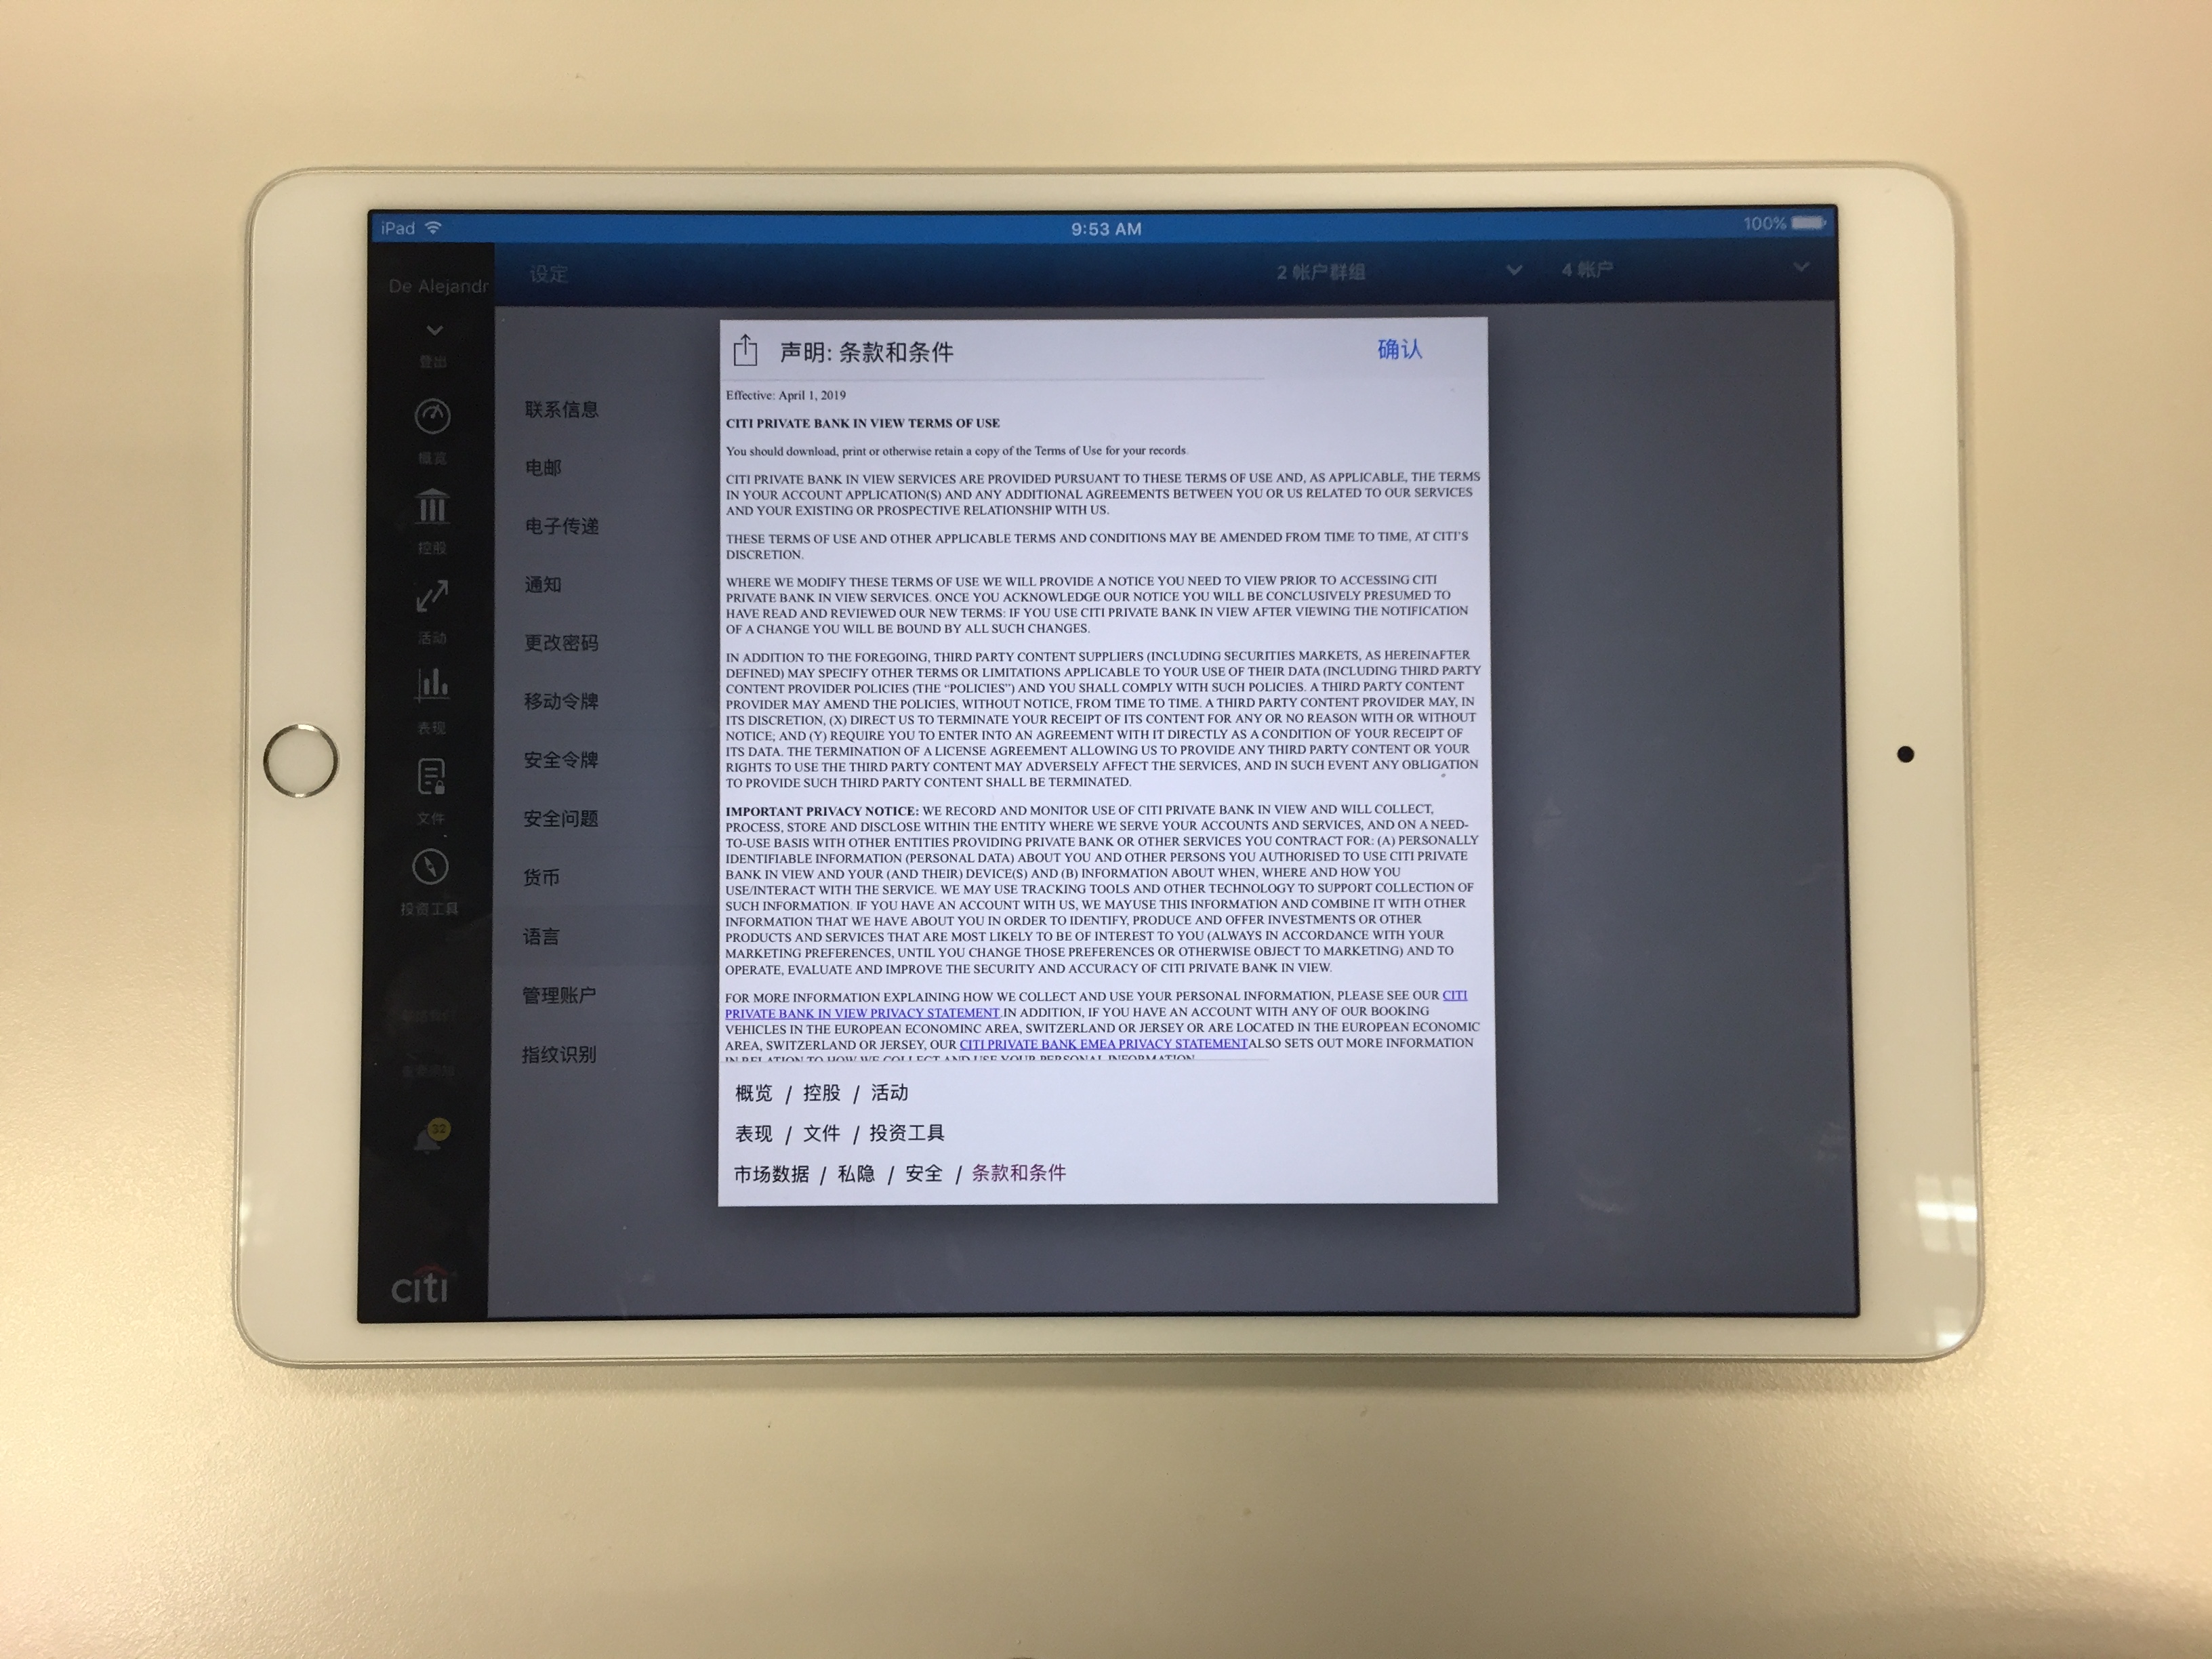 iPad
9:53 AM
100%
De Alejandr
设定
2 帐户群组
4 帐户
登出
概览
控股
活动
表现
文件
投资工具
32
citi
联系信息
电邮
电子传递
通知
更改密码
移动令牌
安全令牌
安全问题
货币
语言
管理账户
指纹识别
声明: 条款和条件
确认
Effective: April 1, 2019
CITI PRIVATE BANK IN VIEW TERMS OF USE
You should download, print or otherwise retain a copy of the Terms of Use for your records.
CITI PRIVATE BANK IN VIEW SERVICES ARE PROVIDED PURSUANT TO THESE TERMS OF USE AND, AS APPLICABLE, THE TERMS
IN YOUR ACCOUNT APPLICATION(S) AND ANY ADDITIONAL AGREEMENTS BETWEEN YOU OR US RELATED TO OUR SERVICES
AND YOUR EXISTING OR PROSPECTIVE RELATIONSHIP WITH US.
THESE TERMS OF USE AND OTHER APPLICABLE TERMS AND CONDITIONS MAY BE AMENDED FROM TIME TO TIME, AT CITI'S
DISCRETION.
WHERE WE MODIFY THESE TERMS OF USE WE WILL PROVIDE A NOTICE YOU NEED TO VIEW PRIOR TO ACCESSING CITI
PRIVATE BANK IN VIEW SERVICES. ONCE YOU ACKNOWLEDGE OUR NOTICE YOU WILL BE CONCLUSIVELY PRESUMED TO
HAVE READ AND REVIEWED OUR NEW TERMS: IF YOU USE CITI PRIVATE BANK IN VIEW AFTER VIEWING THE NOTIFICATION
OF A CHANGE YOU WILL BE BOUND BY ALL SUCH CHANGES.
IN ADDITION TO THE FOREGOING, THIRD PARTY CONTENT SUPPLIERS (INCLUDING SECURITIES MARKETS, AS HEREINAFTER
DEFINED) MAY SPECIFY OTHER TERMS OR LIMITATIONS APPLICABLE TO YOUR USE OF THEIR DATA (INCLUDING THIRD PARTY
CONTENT PROVIDER POLICIES (THE "POLICIES") AND YOU SHALL COMPLY WITH SUCH POLICIES. A THIRD PARTY CONTENT
PROVIDER MAY AMEND THE POLICIES, WITHOUT NOTICE, FROM TIME TO TIME. A THIRD PARTY CONTENT PROVIDER MAY, IN
ITS DISCRETION, (X) DIRECT US TO TERMINATE YOUR RECEIPT OF ITS CONTENT FOR ANY OR NO REASON WITH OR WITHOUT
NOTICE; AND (Y) REQUIRE YOU TO ENTER INTO AN AGREEMENT WITH IT DIRECTLY AS A CONDITION OF YOUR RECEIPT OF
ITS DATA. THE TERMINATION OF A LICENSE AGREEMENT ALLOWING US TO PROVIDE ANY THIRD PARTY CONTENT OR YOUR
RIGHTS TO USE THE THIRD PARTY CONTENT MAY ADVERSELY AFFECT THE SERVICES, AND IN SUCH EVENT ANY OBLIGATION
TO PROVIDE SUCH THIRD PARTY CONTENT SHALL BE TERMINATED.
IMPORTANT PRIVACY NOTICE: WE RECORD AND MONITOR USE OF CITI PRIVATE BANK IN VIEW AND WILL COLLECT,
PROCESS, STORE AND DISCLOSE WITHIN THE ENTITY WHERE WE SERVE YOUR ACCOUNTS AND SERVICES, AND ON A NEED-
TO-USE BASIS WITH OTHER ENTITIES PROVIDING PRIVATE BANK OR OTHER SERVICES YOU CONTRACT FOR: (A) PERSONALLY
IDENTIFIABLE INFORMATION (PERSONAL DATA) ABOUT YOU AND OTHER PERSONS YOU AUTHORISED TO USE CITI PRIVATE
BANK IN VIEW AND YOUR (AND THEIR) DEVICE(S) AND (B) INFORMATION ABOUT WHEN, WHERE AND HOW YOU
USE/INTERACT WITH THE SERVICE. WE MAY USE TRACKING TOOLS AND OTHER TECHNOLOGY TO SUPPORT COLLECTION OF
SUCH INFORMATION. IF YOU HAVE AN ACCOUNT WITH US, WE MAYUSE THIS INFORMATION AND COMBINE IT WITH OTHER
INFORMATION THAT WE HAVE ABOUT YOU IN ORDER TO IDENTIFY, PRODUCE AND OFFER INVESTMENTS OR OTHER
PRODUCTS AND SERVICES THAT ARE MOST LIKELY TO BE OF INTEREST TO YOU (ALWAYS IN ACCORDANCE WITH YOUR
MARKETING PREFERENCES, UNTIL YOU CHANGE THOSE PREFERENCES OR OTHERWISE OBJECT TO MARKETING) AND TO
OPERATE, EVALUATE AND IMPROVE THE SECURITY AND ACCURACY OF CITI PRIVATE BANK IN VIEW.
FOR MORE INFORMATION EXPLAINING HOW WE COLLECT AND USE YOUR PERSONAL INFORMATION, PLEASE SEE OUR CITI
PRIVATE BANK IN VIEW PRIVACY STATEMENT. IN ADDITION, IF YOU HAVE AN ACCOUNT WITH ANY OF OUR BOOKING
VEHICLES IN THE EUROPEAN ECONOMINC AREA, SWITZERLAND OR JERSEY OR ARE LOCATED IN THE EUROPEAN ECONOMIC
AREA, SWITZERLAND OR JERSEY, OUR CITI PRIVATE BANK EMEA PRIVACY STATEMENT ALSO SETS OUT MORE INFORMATION
IN RELATION TO HOW WE COLLECT AND USE YOUR PERSONAL INFORMATION
概览 / 控股 / 活动
表现 / 文件 / 投资工具
市场数据 / 私隐 / 安全 / 条款和条件